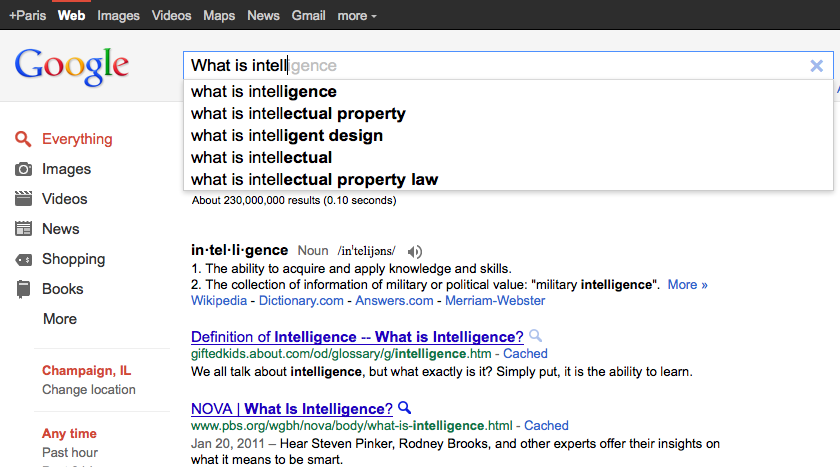 +Paris Web Images Videos Maps News Gmail more
Google
What is intelligence
what is intelligence
what is intellectual property
what is intelligent design
what is intellectual
what is intellectual property law
About 230,000,000 results (0.10 seconds)
Everything
Images
Videos
News
Shopping
Books
More
Champaign, IL
Change location
Any time
Past hour
in·tel·li·gence Noun /inˈtelijəns/
1. The ability to acquire and apply knowledge and skills.
2. The collection of information of military or political value: "military intelligence". More »
Wikipedia - Dictionary.com - Answers.com - Merriam-Webster
Definition of Intelligence -- What is Intelligence?
giftedkids.about.com/od/glossary/g/intelligence.htm - Cached
We all talk about intelligence, but what exactly is it? Simply put, it is the ability to learn.
NOVA | What Is Intelligence?
www.pbs.org/wgbh/nova/body/what-is-intelligence.html - Cached
Jan 20, 2011 – Hear Steven Pinker, Rodney Brooks, and other experts offer their insights on
what it means to be smart.